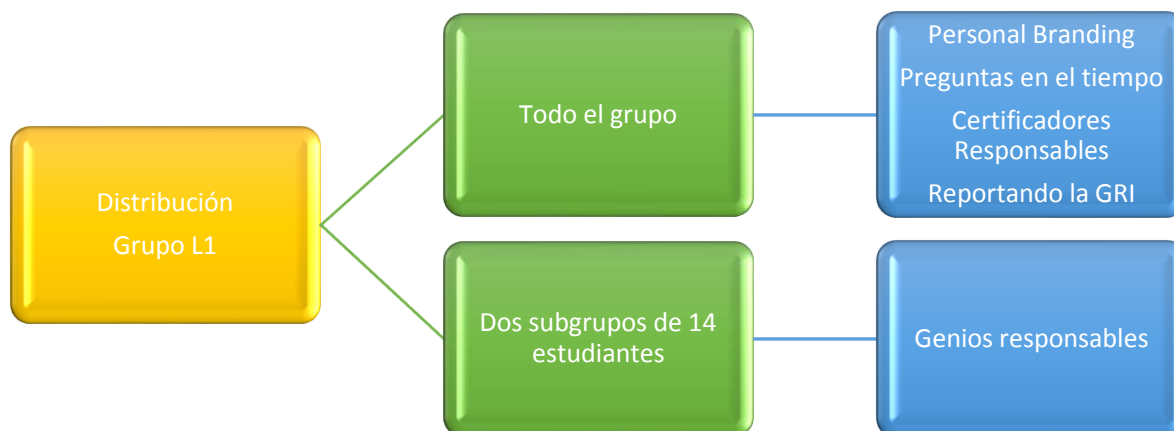 Distribución
Grupo L1
Todo el grupo
Personal Branding
Preguntas en el tiempo
Certificadores
Responsables
Reportando la GRI
Dos subgrupos de 14
estudiantes
Genios responsables